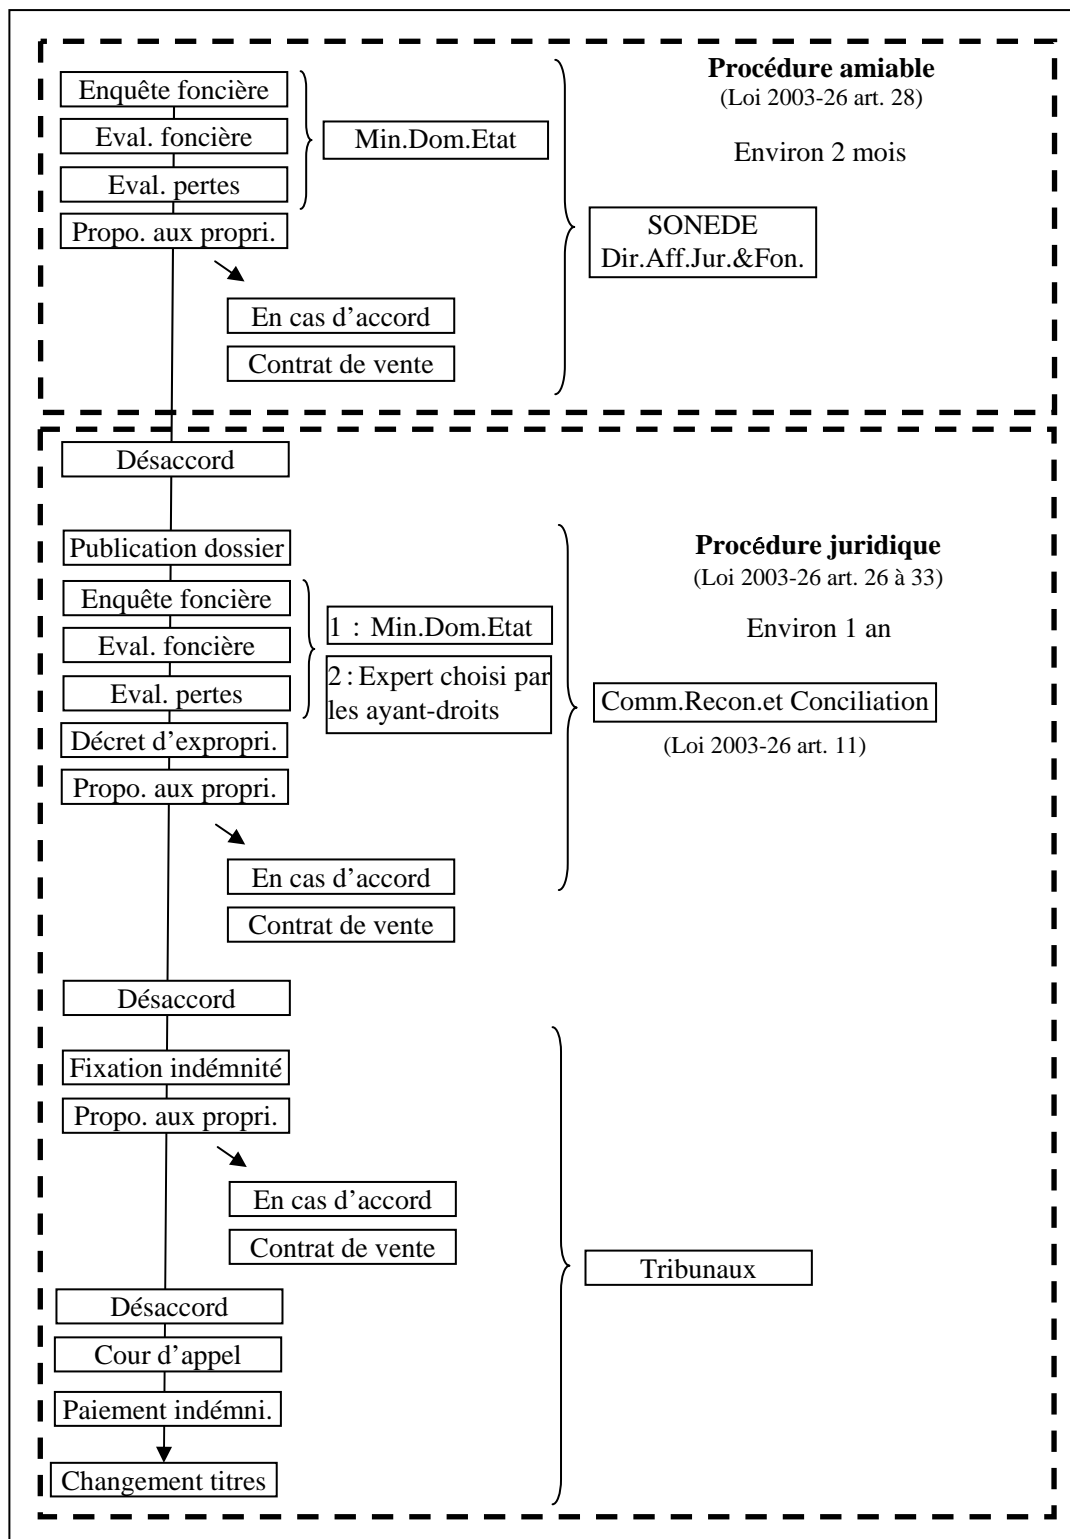 Procédure amiable
(Loi 2003-26 art. 28)
Environ 2 mois
Enquête foncière
Eval. foncière
Eval. pertes
Propo. aux propri.
Min.Dom.Etat
SONEDE
Dir.Aff.Jur.&Fon.
En cas d'accord
Contrat de vente
Désaccord
Publication dossier
Enquête foncière
Eval. foncière
Eval. pertes
Décret d'expropri.
Propo. aux propri.
1 : Min.Dom.Etat
2 : Expert choisi par
les ayant-droits
Procédure juridique
(Loi 2003-26 art. 26 à 33)
Environ 1 an
Comm.Recon.et Conciliation
(Loi 2003-26 art. 11)
En cas d'accord
Contrat de vente
Désaccord
Fixation indémnité
Propo. aux propri.
En cas d'accord
Contrat de vente
Tribunaux
Désaccord
Cour d'appel
Paiement indémni.
Changement titres